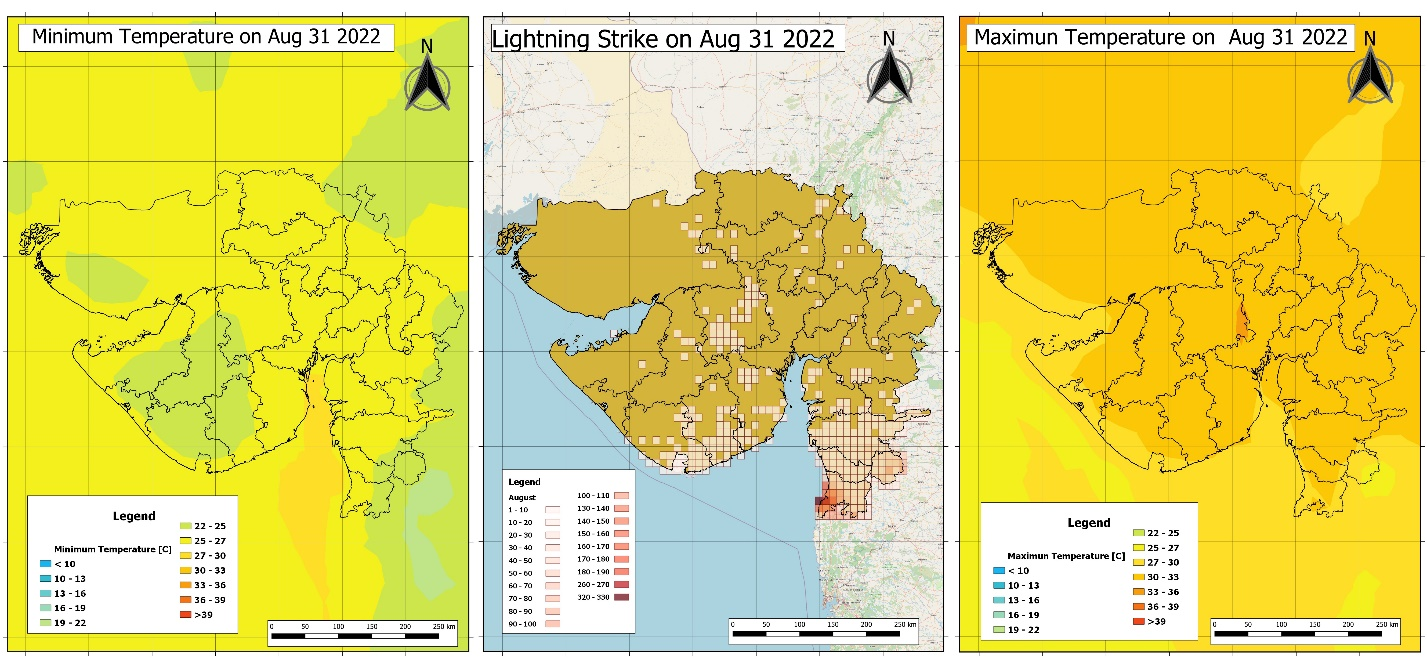 Minimum Temperature on Aug 31 2022
N
Legend
Minimum Temperature [C]
< 10
10 - 13
13 - 16
16 - 19
19 - 22
22 - 25
25 - 27
27 - 30
30 - 33
33 - 36
36 - 39
>39
0 50 100 150 200 250 km
Lightning Strike on Aug 31 2022
N
Legend
August
1 - 10
10 - 20
20 - 30
30 - 40
40 - 50
50 - 60
60 - 70
70 - 80
80 - 90
90 - 100
100 - 110
130 - 140
140 - 150
150 - 160
160 - 170
170 - 180
180 - 190
260 - 270
320 - 330
0 50 100 150 200 250 km
Maximun Temperature on Aug 31 2022
N
Legend
Maximun Temperature [C]
< 10
10 - 13
13 - 16
16 - 19
19 - 22
22 - 25
25 - 27
27 - 30
30 - 33
33 - 36
36 - 39
>39
0 50 100 150 200 250 km